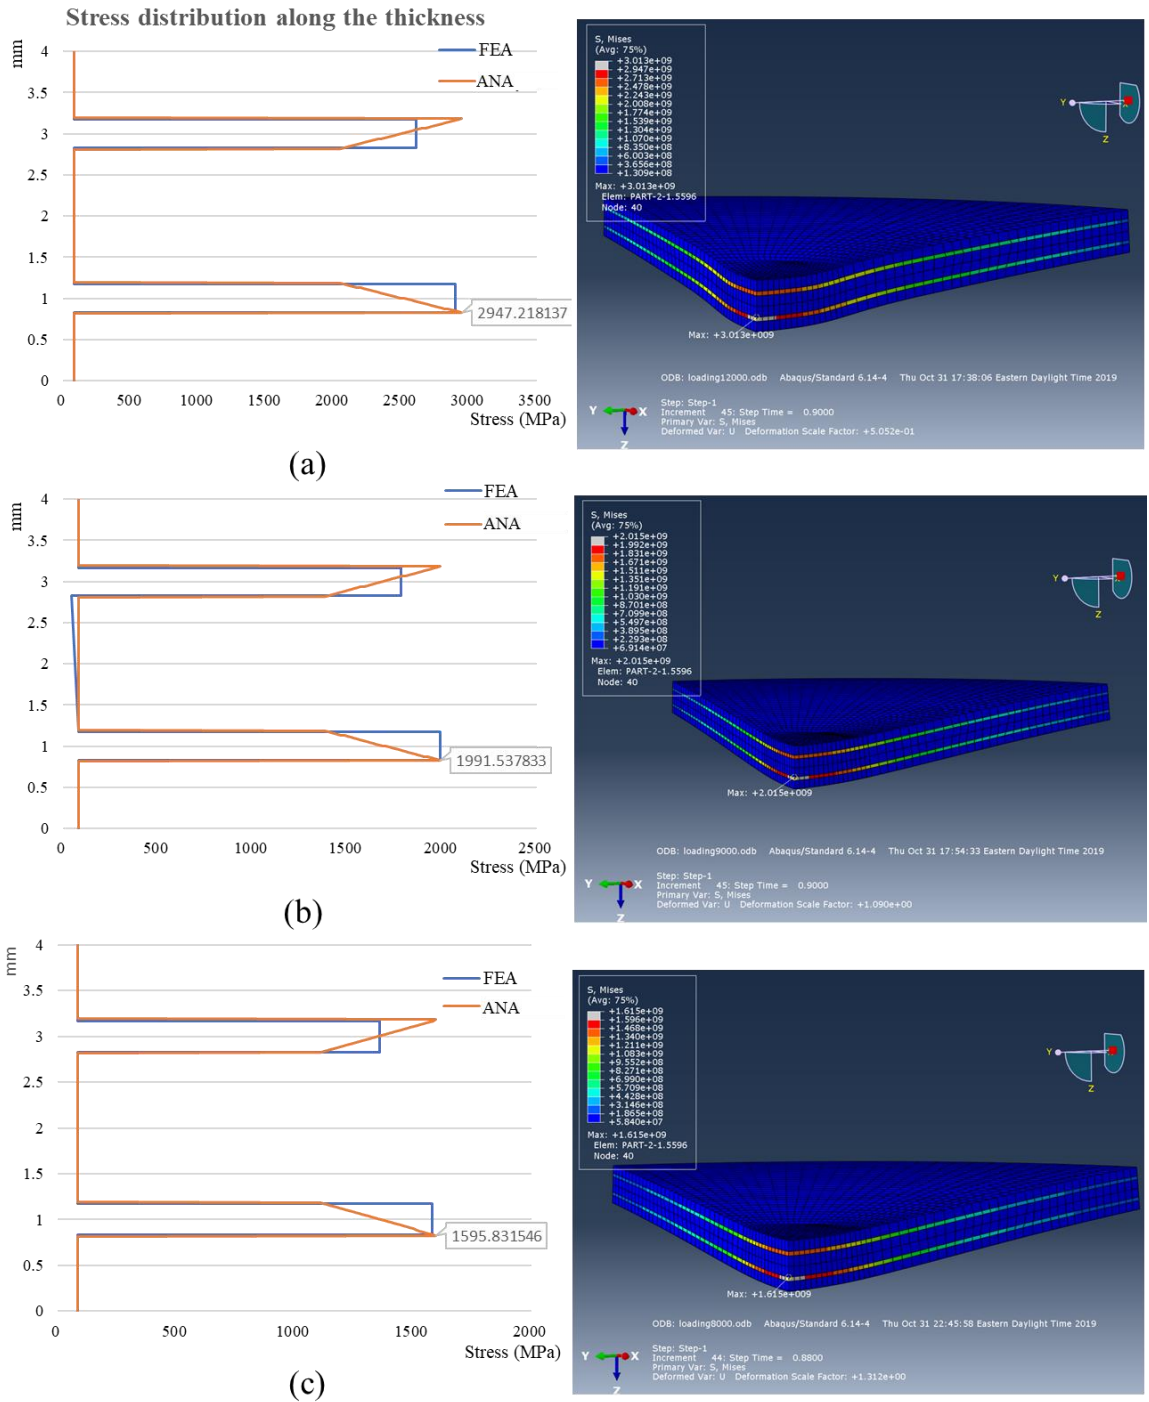 Stress distribution along the thickness
mm
FEA
ANA
4
3.5
3
2.5
2
1.5
1
0.5
0
2947.218137
0 500 1000 1500 2000 2500 3000 3500
Stress (MPa)
(a)
S, Mises
(Avg: 75%)
+3.013e+09
+2.947e+09
+2.713e+09
+2.478e+09
+2.243e+09
+2.008e+09
+1.774e+09
+1.539e+09
+1.304e+09
+1.070e+09
+8.350e+08
+6.003e+08
+3.656e+08
+1.309e+08
Max: +3.013e+09
Elem: PART-2-1.5596
Node: 40
Y
Z
Max: +3.013e+009
ODB: loading12000.odb Abaqus/Standard 6.14-4 Thu Oct 31 17:38:06 Eastern Daylight Time 2019
Step: Step-1
Increment 45: Step Time = 0.9000
Primary Var: S, Mises
Deformed Var: U Deformation Scale Factor: +5.052e-01
Y X
Z
mm
FEA
ANA
4
3.5
3
2.5
2
1.5
1
0.5
0
1991.537833
0 500 1000 1500 2000 2500
Stress (MPa)
(b)
S, Mises
(Avg: 75%)
+2.015e+09
+1.992e+09
+1.831e+09
+1.671e+09
+1.511e+09
+1.351e+09
+1.191e+09
+1.030e+09
+8.701e+08
+7.099e+08
+5.497e+08
+3.895e+08
+2.293e+08
+6.914e+07
Max: +2.015e+09
Elem: PART-2-1.5596
Node: 40
Y
Z
Max: +2.015e+009
ODB: loading9000.odb Abaqus/Standard 6.14-4 Thu Oct 31 17:54:33 Eastern Daylight Time 2019
Step: Step-1
Increment 45: Step Time = 0.9000
Primary Var: S, Mises
Deformed Var: U Deformation Scale Factor: +1.090e+00
Y X
Z
mm
FEA
ANA
4
3.5
3
2.5
2
1.5
1
0.5
0
1595.831546
0 500 1000 1500 2000
Stress (MPa)
(c)
S, Mises
(Avg: 75%)
+1.615e+09
+1.596e+09
+1.468e+09
+1.340e+09
+1.211e+09
+1.083e+09
+9.552e+08
+8.271e+08
+6.990e+08
+5.709e+08
+4.428e+08
+3.146e+08
+1.865e+08
+5.840e+07
Max: +1.615e+09
Elem: PART-2-1.5596
Node: 40
Y
Z
Max: +1.615e+009
ODB: loading8000.odb Abaqus/Standard 6.14-4 Thu Oct 31 22:45:58 Eastern Daylight Time 2019
Step: Step-1
Increment 44: Step Time = 0.8800
Primary Var: S, Mises
Deformed Var: U Deformation Scale Factor: +1.312e+00
Y X
Z